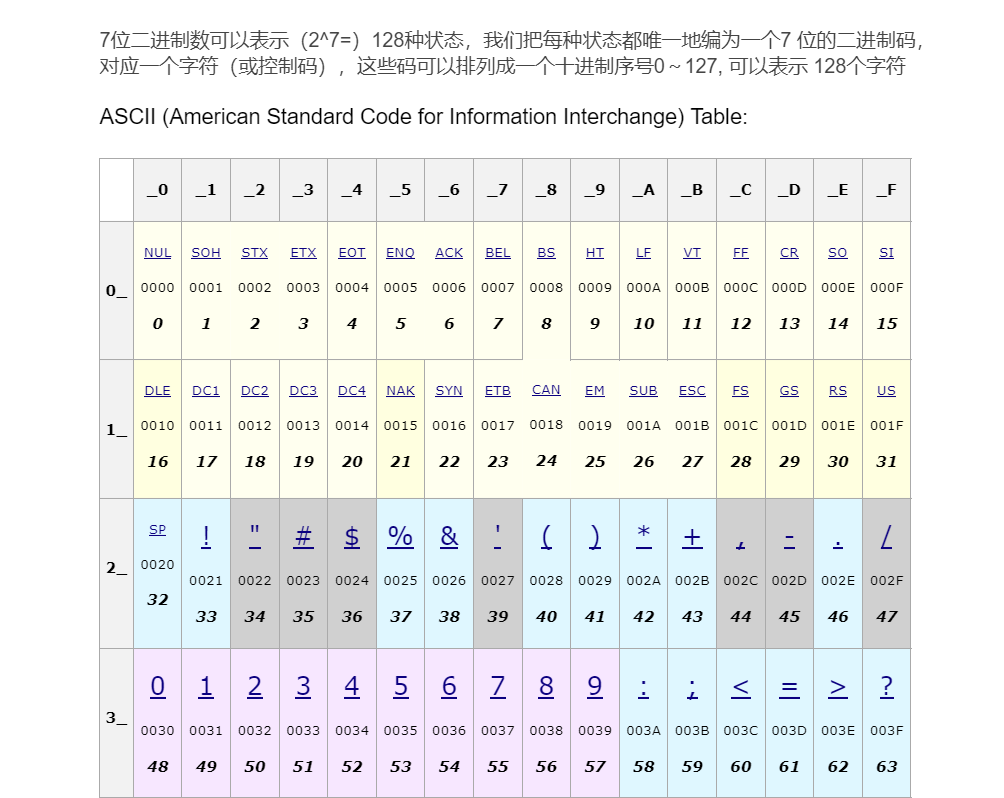 7位二进制数可以表示（2^7=）128种状态，我们把每种状态都唯一地编为一个7 位的二进制码，
对应一个字符（或控制码），这些码可以排列成一个十进制序号0～127, 可以表示 128个字符
ASCII (American Standard Code for Information Interchange) Table:
_0 _1 _2 _3 _4 _5 _6 _7 _8 _9 _A _B _C _D _E _F
NUL SOH STX ETX EOT ENQ ACK BEL BS HT LF VT FF CR SO SI
0_ 0000 0001 0002 0003 0004 0005 0006 0007 0008 0009 000A 000B 000C 000D 000E 000F
0 1 2 3 4 5 6 7 8 9 10 11 12 13 14 15
DLE DC1 DC2 DC3 DC4 NAK SYN ETB CAN EM SUB ESC FS GS RS US
1_ 0010 0011 0012 0013 0014 0015 0016 0017 0018 0019 001A 001B 001C 001D 001E 001F
16 17 18 19 20 21 22 23 24 25 26 27 28 29 30 31
SP ! " # $ % & ' ( ) * + , - . /
2_ 0020 0021 0022 0023 0024 0025 0026 0027 0028 0029 002A 002B 002C 002D 002E 002F
32 33 34 35 36 37 38 39 40 41 42 43 44 45 46 47
0 1 2 3 4 5 6 7 8 9 : ; < = > ?
3_ 0030 0031 0032 0033 0034 0035 0036 0037 0038 0039 003A 003B 003C 003D 003E 003F
48 49 50 51 52 53 54 55 56 57 58 59 60 61 62 63